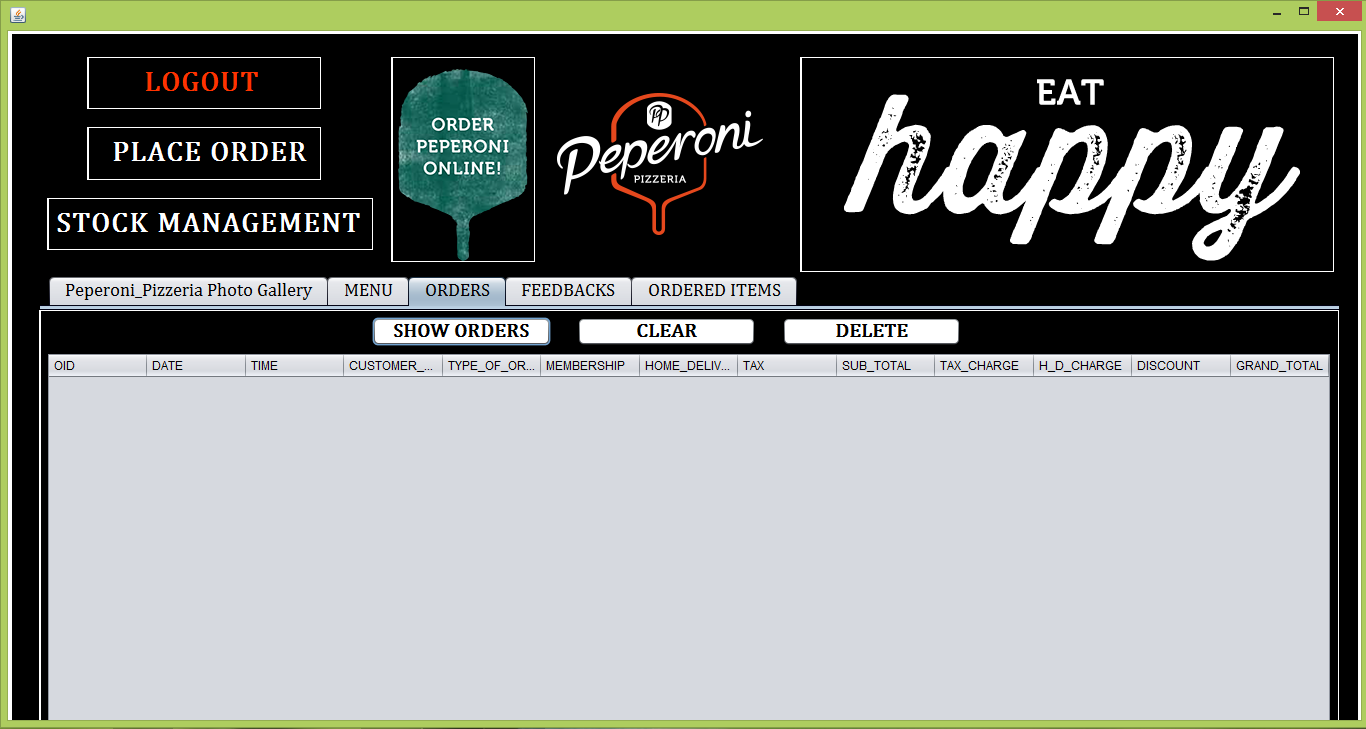 LOGOUT
PLACE ORDER
STOCK MANAGEMENT
ORDER
PEPERONI
ONLINE!
PP
Peperoni
PIZZERIA
EAT
happy
Peperoni_Pizzeria Photo Gallery MENU ORDERS FEEDBACKS ORDERED ITEMS
SHOW ORDERS CLEAR DELETE
OID DATE TIME CUSTOMER_... TYPE_OF_OR... MEMBERSHIP HOME_DELIV... TAX SUB_TOTAL TAX_CHARGE H_D_CHARGE DISCOUNT GRAND_TOTAL